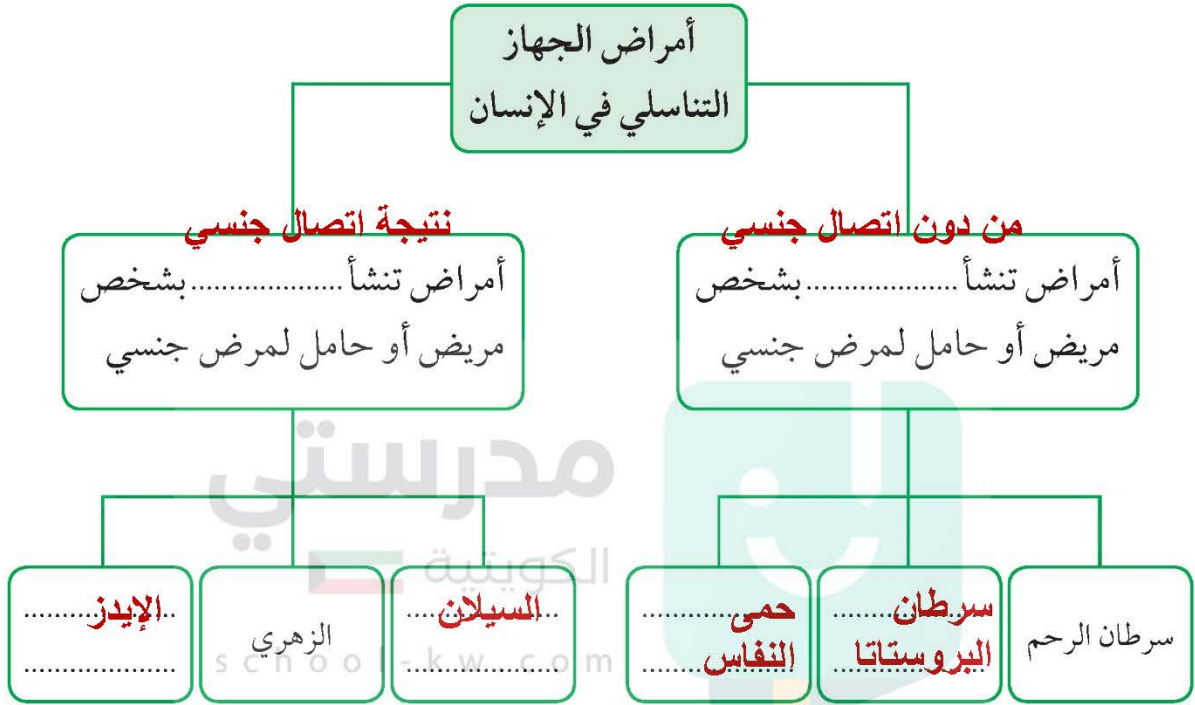 أمراض الجهاز
التناسلي في الإنسان
من دون اتصال جنسي
أمراض تنشأ ..................... بشخص
مريض أو حامل لمرض جنسي
نتيجة اتصال جنسي
أمراض تنشأ ..................... بشخص
مريض أو حامل لمرض جنسي
مدرستي
الكويتية
school-kw.com
سرطان الرحم
سرطان
البروستاتا
حمى
النفاس
السيلان
الزهري
الإيدز